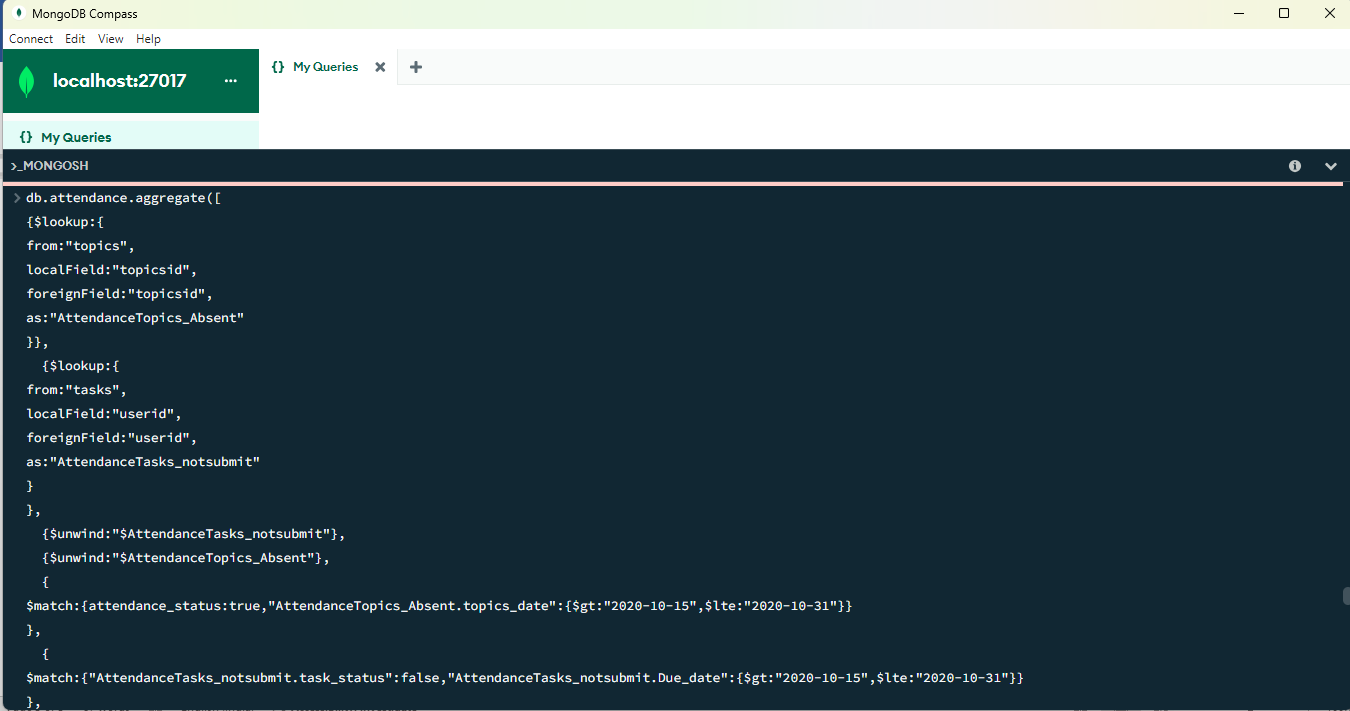 MongoDB Compass
Connect Edit View Help
localhost:27017 ...
{} My Queries
{} My Queries
>_MONGOSH
> db.attendance.aggregate([
{$lookup:{
from:"topics",
localField:"topicsid",
foreignField:"topicsid",
as:"AttendanceTopics_Absent"
}},
{$lookup:{
from:"tasks",
localField:"userid",
foreignField:"userid",
as:"AttendanceTasks_notsubmit"
}
},
{$unwind:"$AttendanceTasks_notsubmit"},
{$unwind:"$AttendanceTopics_Absent"},
{
$match:{attendance_status:true,"AttendanceTopics_Absent.topics_date":{$gt:"2020-10-15",$lte:"2020-10-31"}}
},
{
$match:{"AttendanceTasks_notsubmit.task_status":false,"AttendanceTasks_notsubmit.Due_date":{$gt:"2020-10-15",$lte:"2020-10-31"}}
},